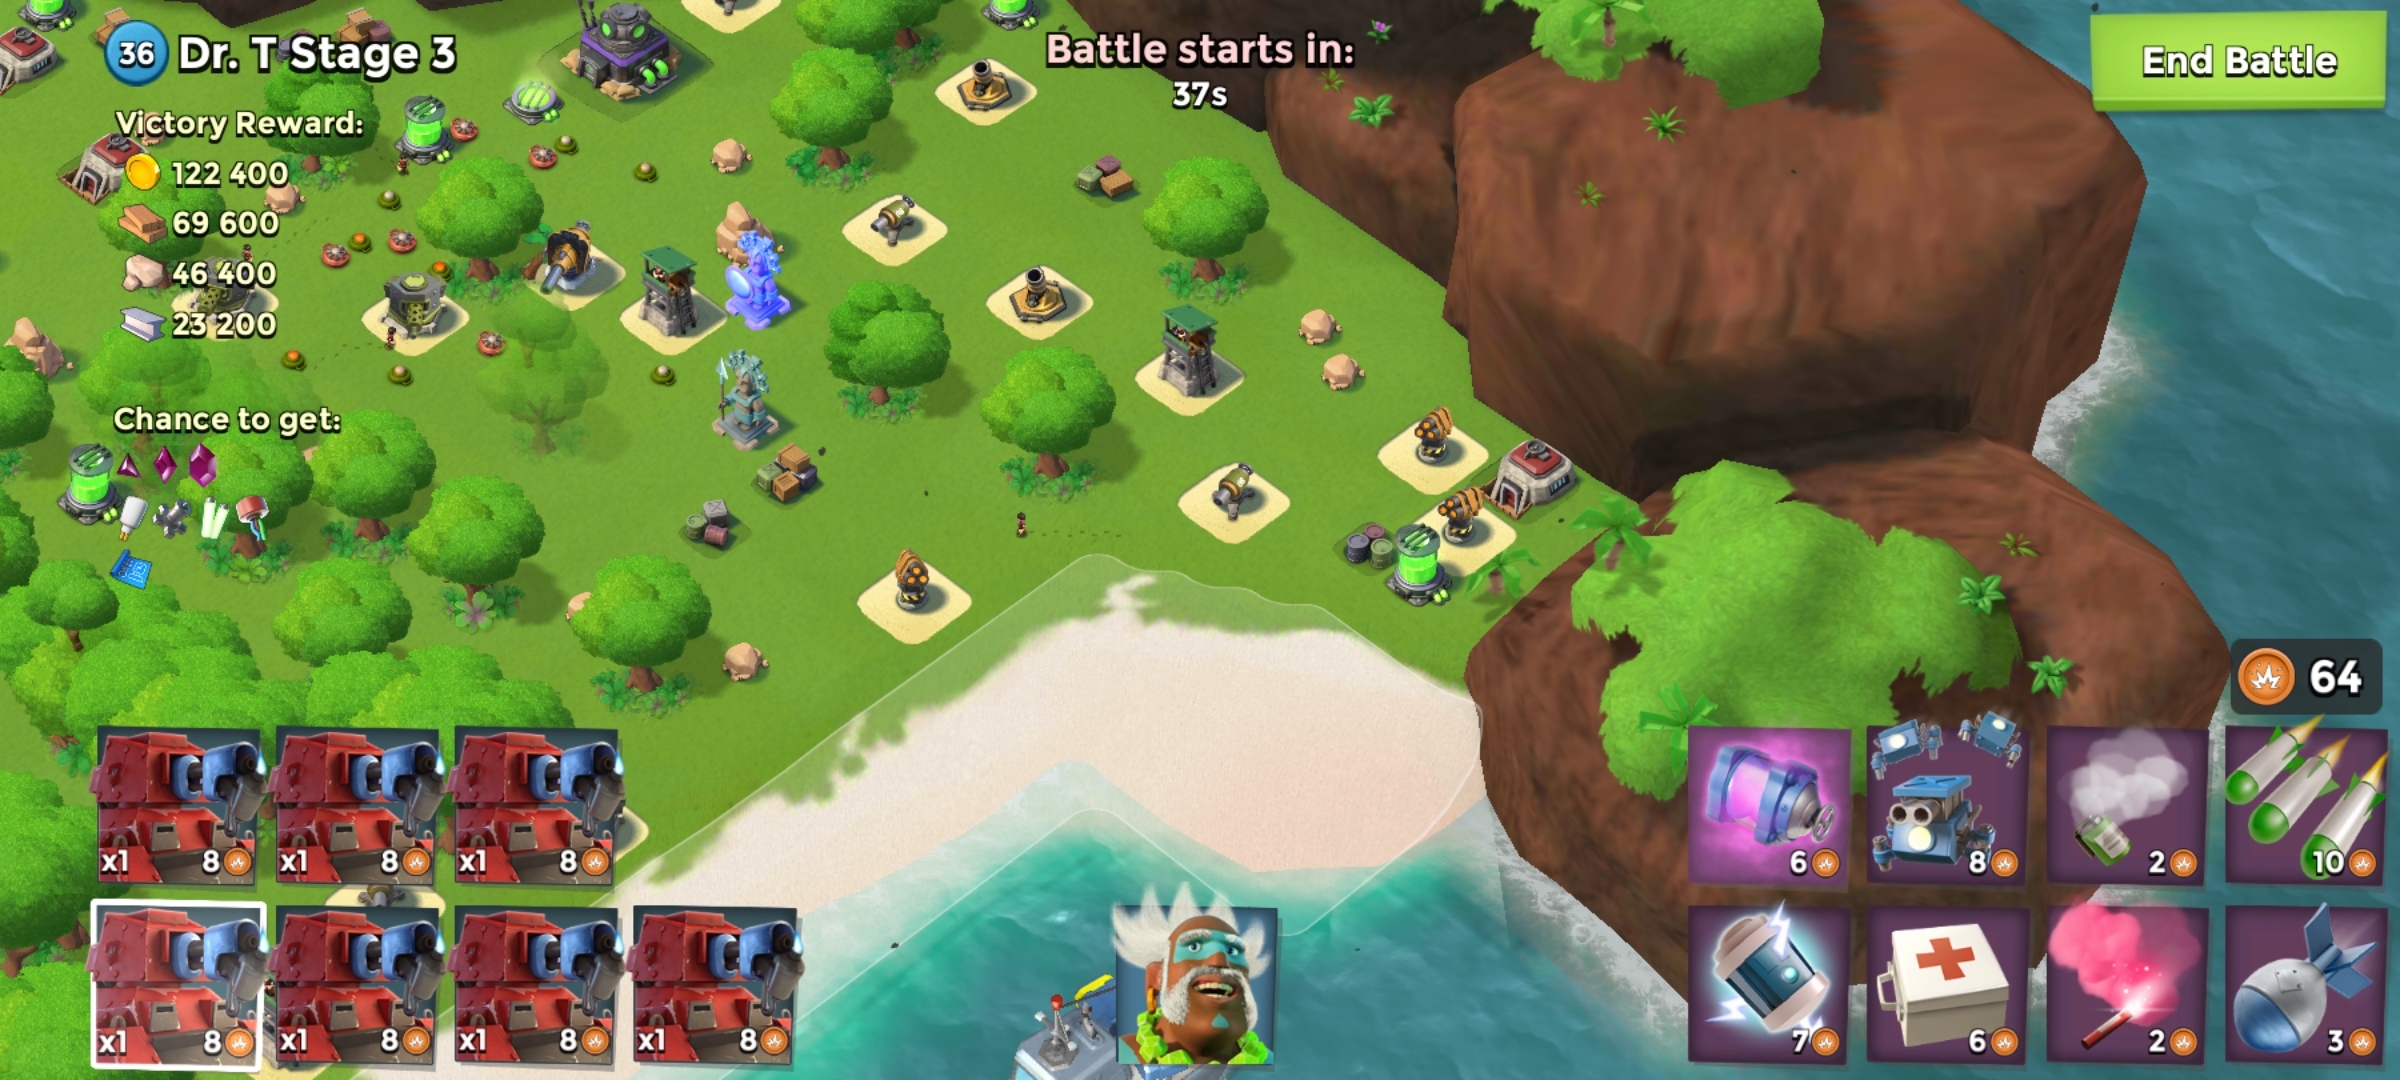 36 Dr. T Stage 3
Battle starts in:
37s
End Battle
Victory Reward:
122 400
69 600
46 400
23 200
Chance to get:
64
x1 8
x1 8
x1 8
6
8
2
10
x1 8
x1 8
x1 8
x1 8
7
6
2
3